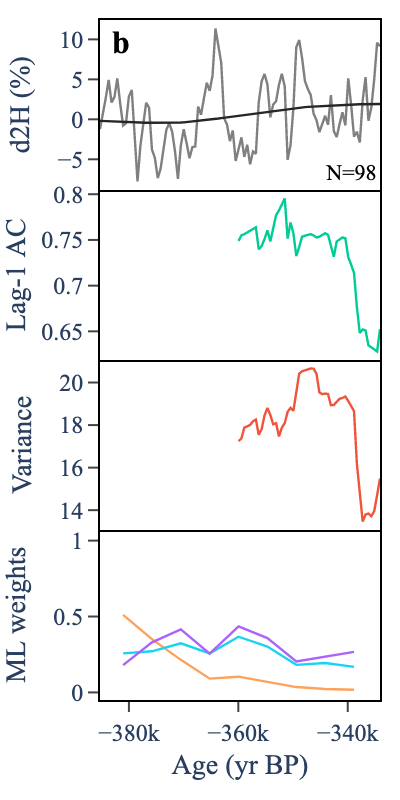 b
d2H (%)
10
5
0
−5
N=98
Lag-1 AC
0.8
0.75
0.7
0.65
Variance
20
18
16
14
ML weights
1
0.5
0
−380k −360k −340k
Age (yr BP)